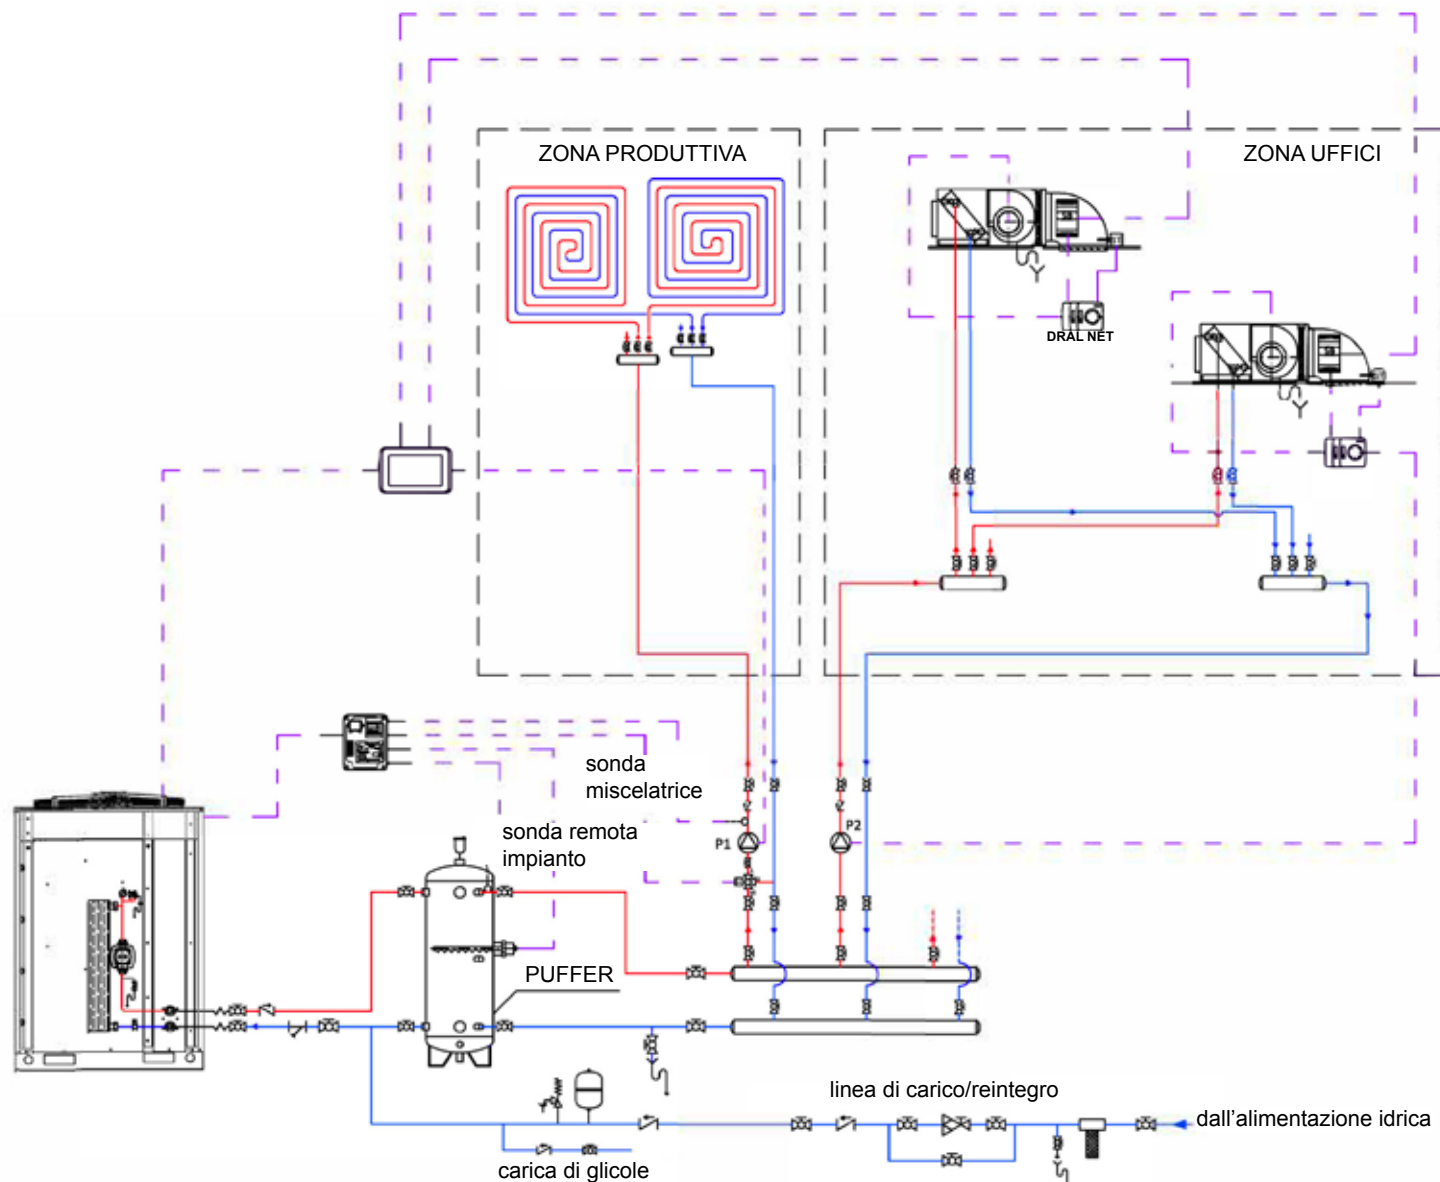 ZONA PRODUTTIVA
ZONA UFFICI
DRAL NET
sonda
miscelatrice
sonda remota
impianto
P1
P2
PUFFER
linea di carico/reintegro
dall'alimentazione idrica
carica di glicole